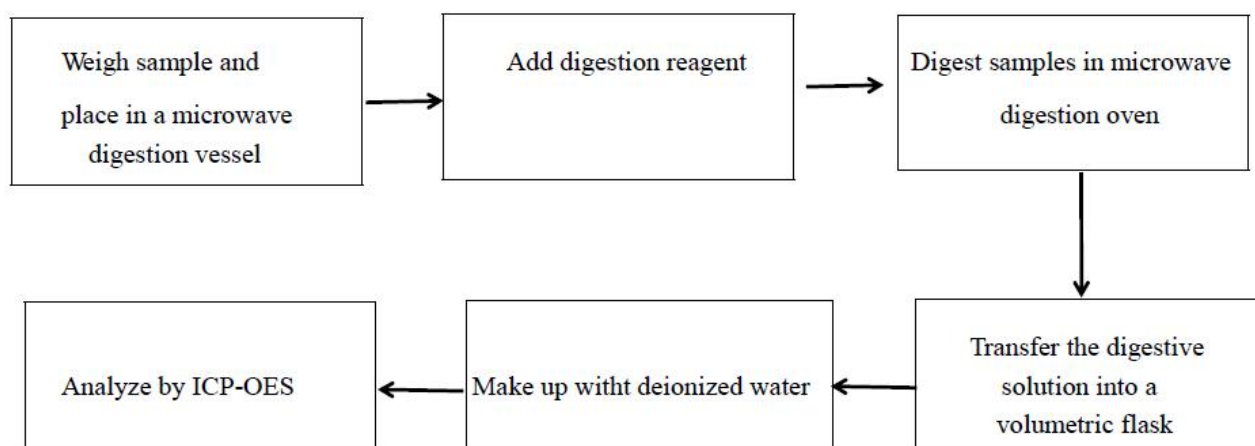 Weigh sample and
place in a microwave
digestion vessel
Add digestion reagent
Digest samples in microwave
digestion oven
Transfer the digestive
solution into a
volumetric flask
Make up witht deionized water
Analyze by ICP-OES